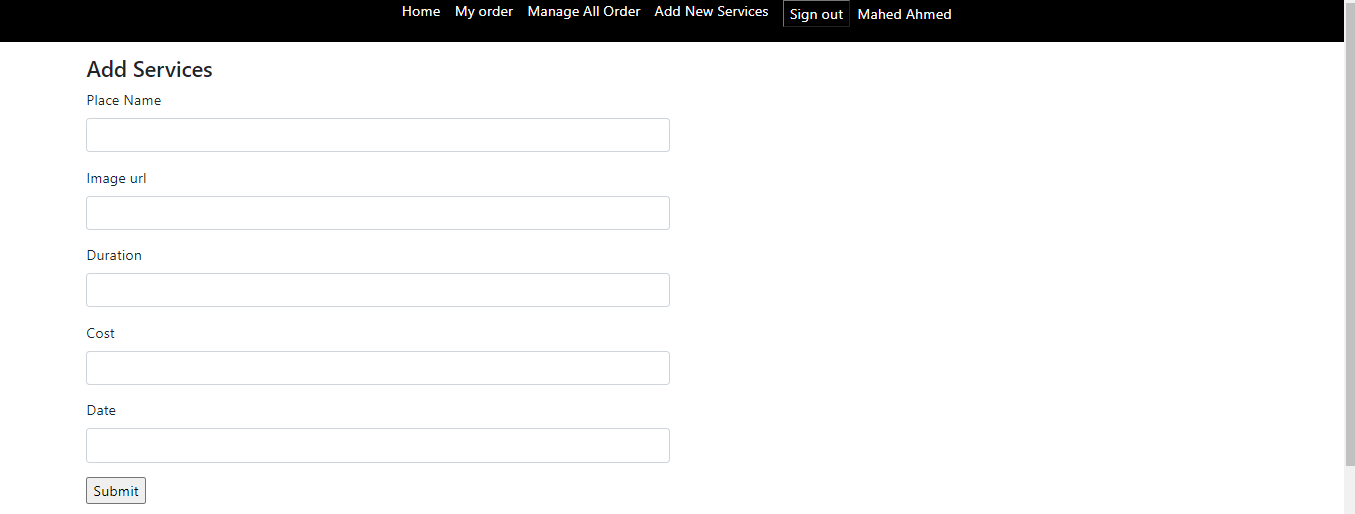 Home My order Manage All Order Add New Services Sign out Mahed Ahmed
Add Services
Place Name
Image url
Duration
Cost
Date
Submit